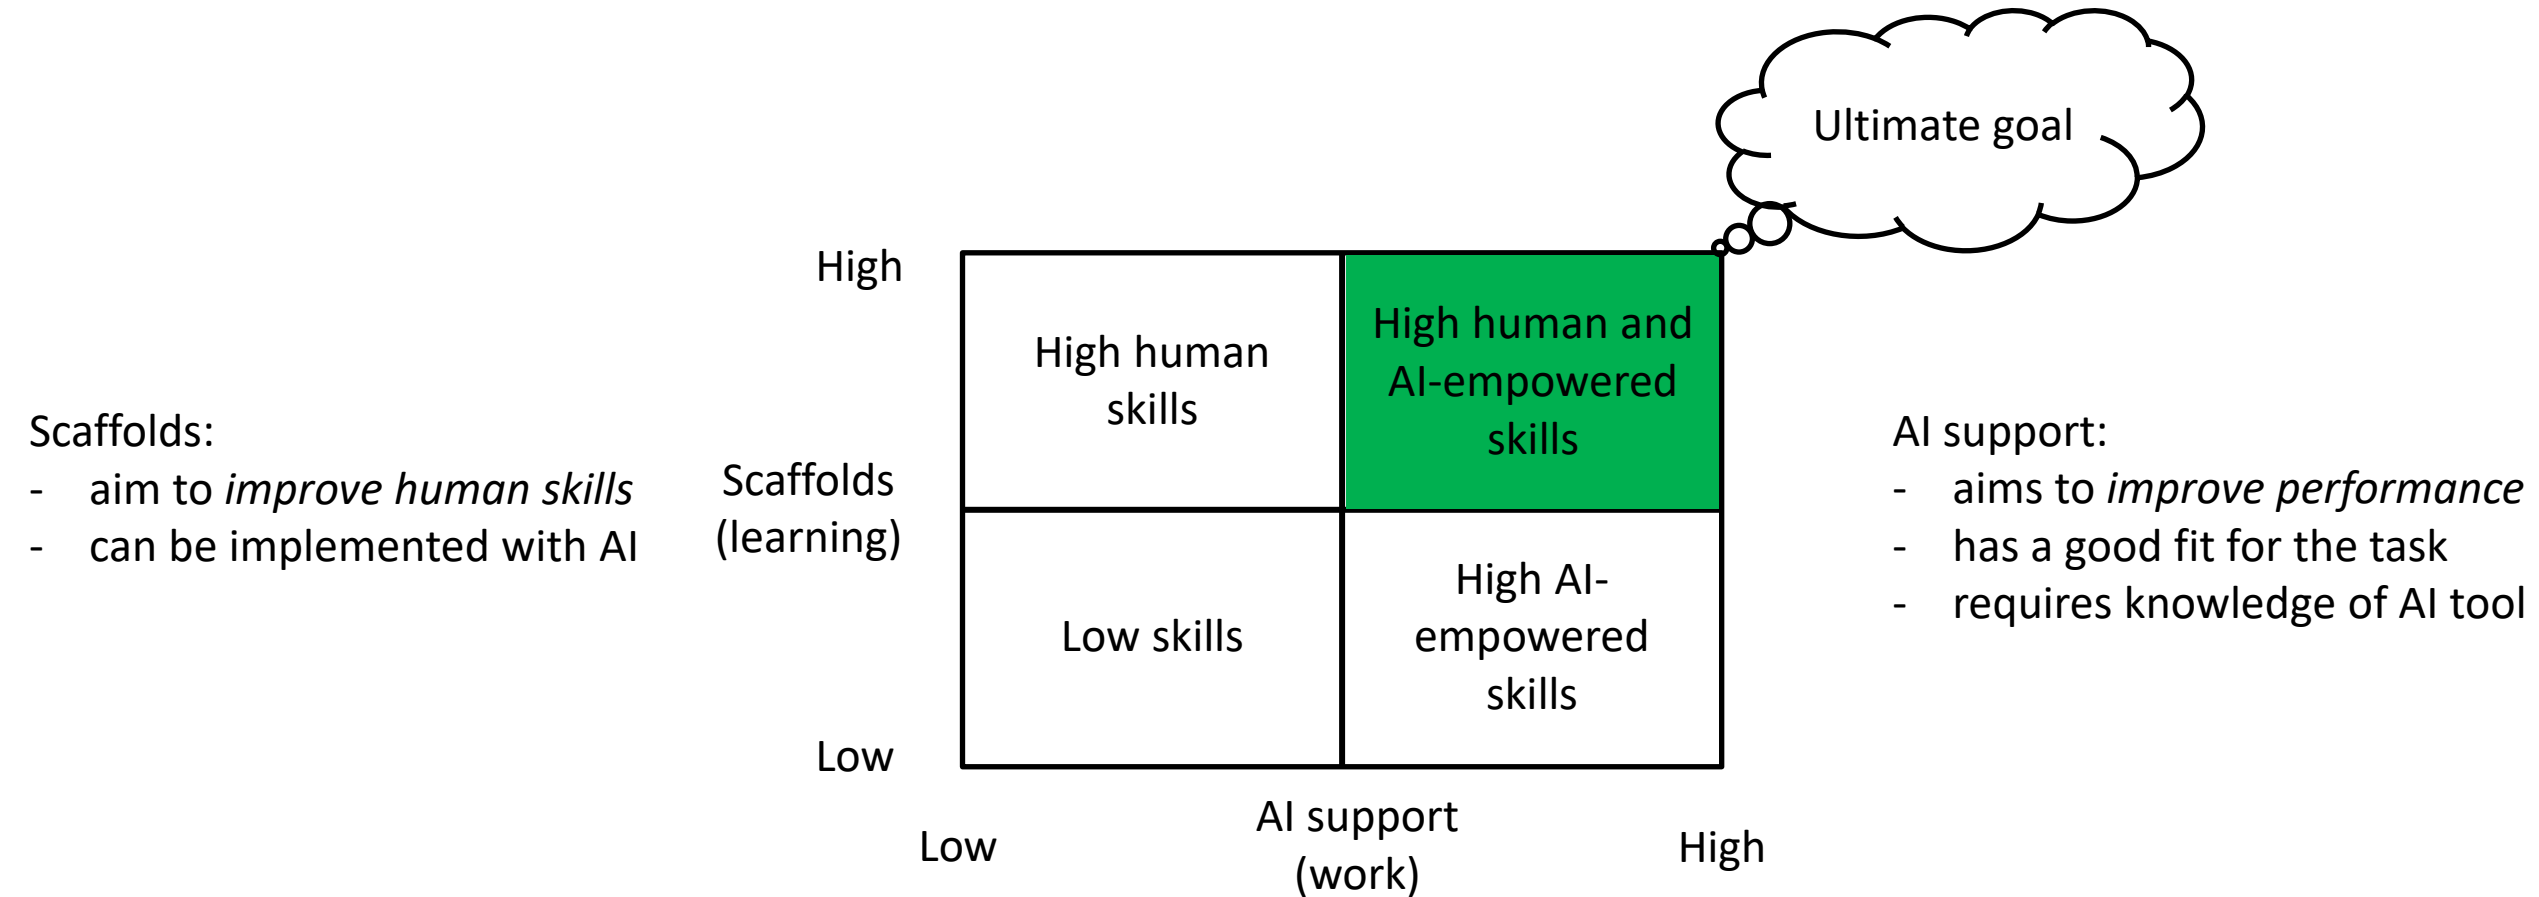 Ultimate goal
High
High human
skills
High human and
AI-empowered
skills
Scaffolds:
- aim to improve human skills
- can be implemented with AI
Scaffolds
(learning)
AI support:
- aims to improve performance
- has a good fit for the task
- requires knowledge of AI tool
Low skills
High AI-
empowered
skills
Low
Low
AI support
(work)
High